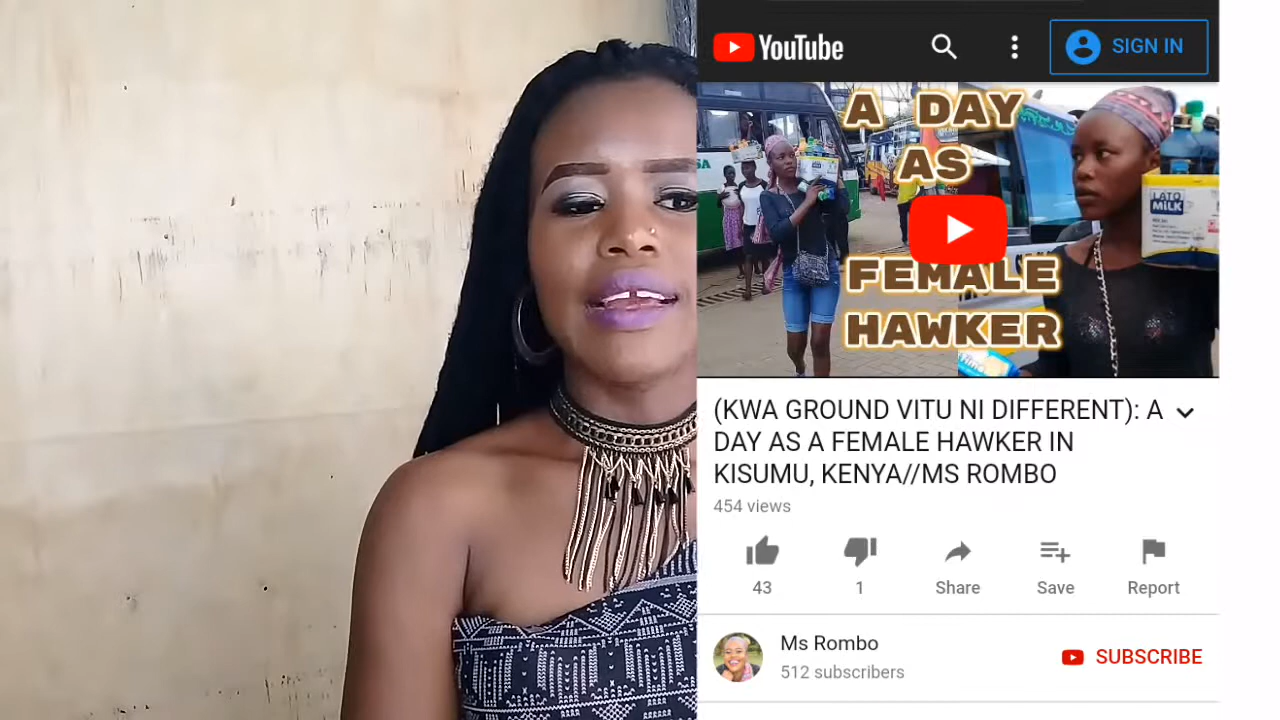 YouTube
SIGN IN
A DAY
AS
FEMALE
HAWKER
LATO
MILK
(KWA GROUND VITU NI DIFFERENT): A
DAY AS A FEMALE HAWKER IN
KISUMU, KENYA//MS ROMBO
454 views
43
1
Share
Save
Report
Ms Rombo
512 subscribers
SUBSCRIBE